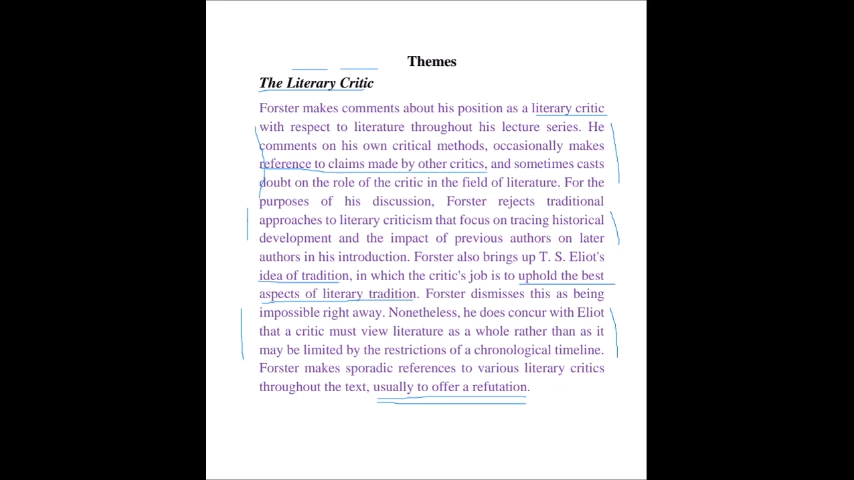 Themes
The Literary Critic
Forster makes comments about his position as a literary critic
with respect to literature throughout his lecture series. He
comments on his own critical methods, occasionally makes
reference to claims made by other critics, and sometimes casts
doubt on the role of the critic in the field of literature. For the
purposes of his discussion, Forster rejects traditional
approaches to literary criticism that focus on tracing historical
development and the impact of previous authors on later
authors in his introduction. Forster also brings up T. S. Eliot's
idea of tradition, in which the critic's job is to uphold the best
aspects of literary tradition. Forster dismisses this as being
impossible right away. Nonetheless, he does concur with Eliot
that a critic must view literature as a whole rather than as it
may be limited by the restrictions of a chronological timeline.
Forster makes sporadic references to various literary critics
throughout the text, usually to offer a refutation.